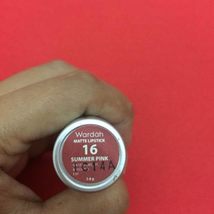 Wardah
MATTE LIPSTICK
16
SUMMER PINK